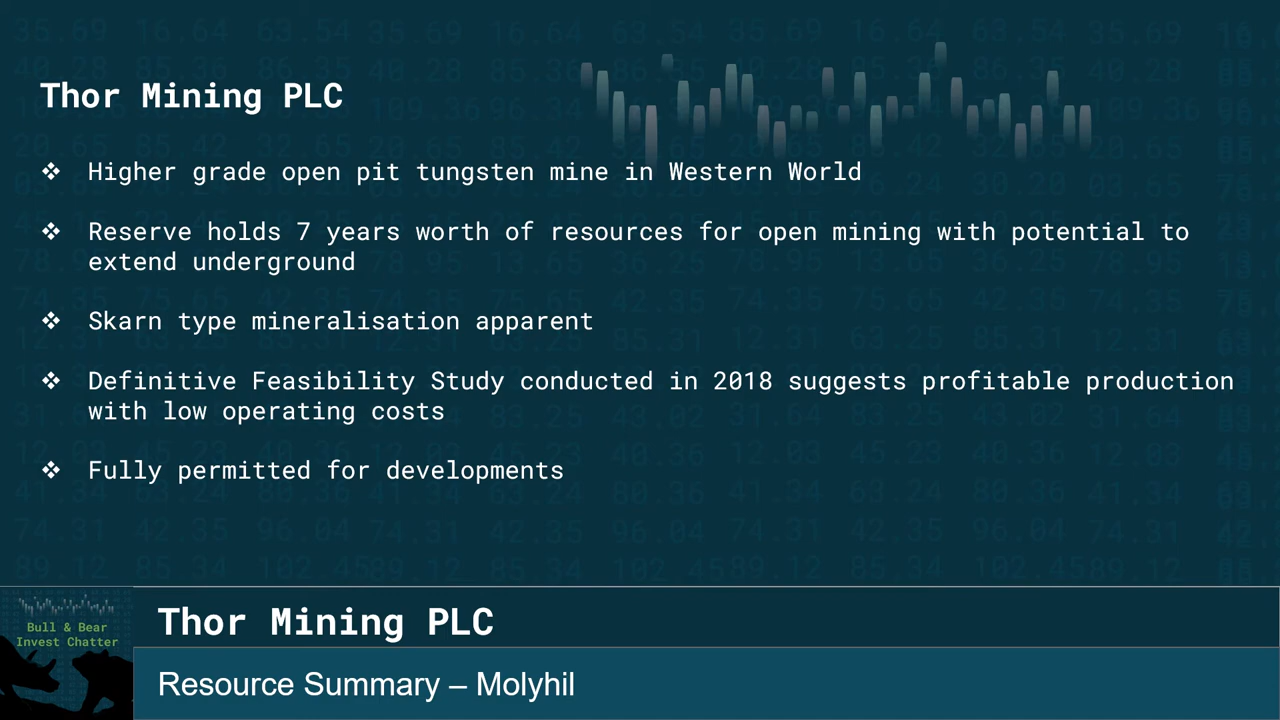 Thor Mining PLC
❖ Higher grade open pit tungsten mine in Western World
❖ Reserve holds 7 years worth of resources for open mining with potential to
extend underground
❖ Skarn type mineralisation apparent
❖ Definitive Feasibility Study conducted in 2018 suggests profitable production
with low operating costs
❖ Fully permitted for developments
Bull & Bear
Invest Chatter
Thor Mining PLC
Resource Summary – Molyhil